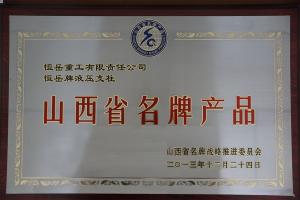 恒岳重工有限责任公司
恒岳牌液压支柱
山西省名牌产品
山西省名牌战略推进委员会
二〇一三年十二月二十四日